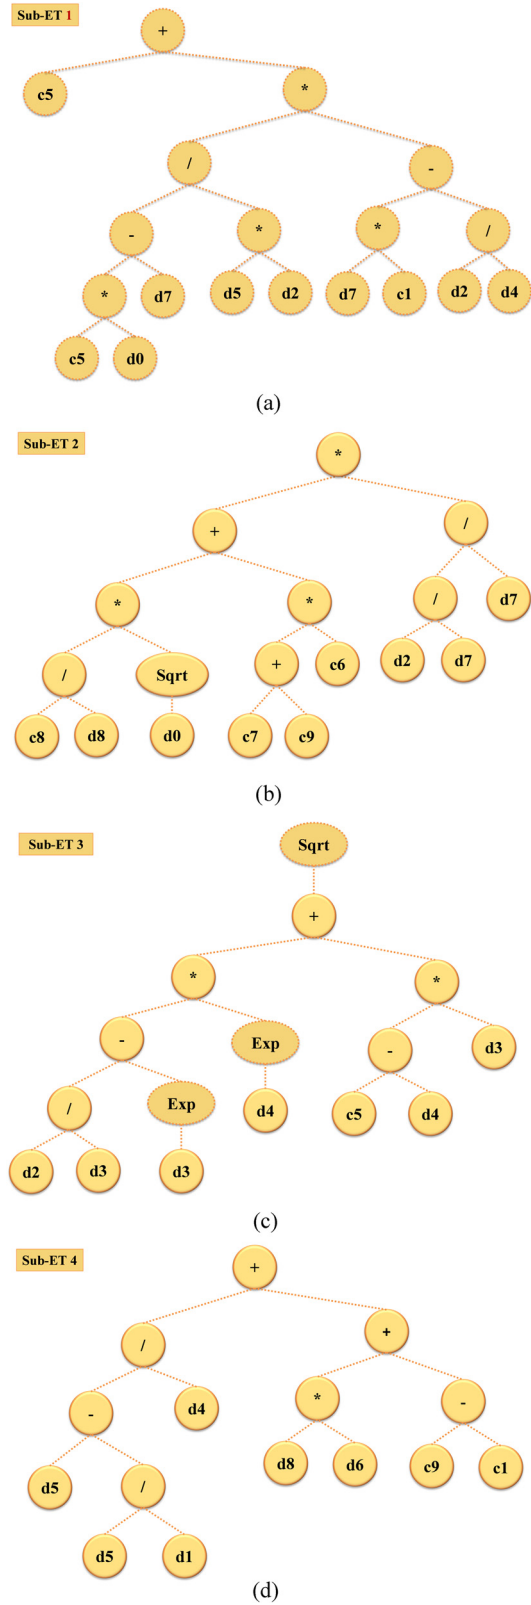 Sub-ET 1
+
c5 *
/ -
- * * /
* d7 d5 d2 d7 c1 d2 d4
c5 d0
(a)
Sub-ET 2
*
+ /
* * / d7
/ Sqrt + c6 d2 d7
c8 d8 d0 c7 c9
(b)
Sub-ET 3
Sqrt
+
* *
- Exp - d3
/ Exp d4 c5 d4
d2 d3 d3
(c)
Sub-ET 4
+
/ +
- d4 * -
d5 / d8 d6 c9 c1
d5 d1
(d)